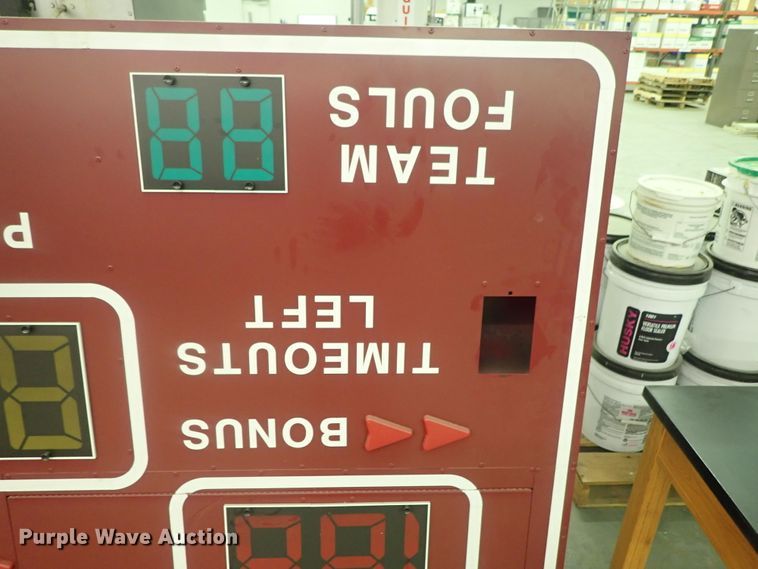 TEAM
FOULS
P
TIMEOUTS
LEFT
BONUS
HUSKY
Purple Wave Auction